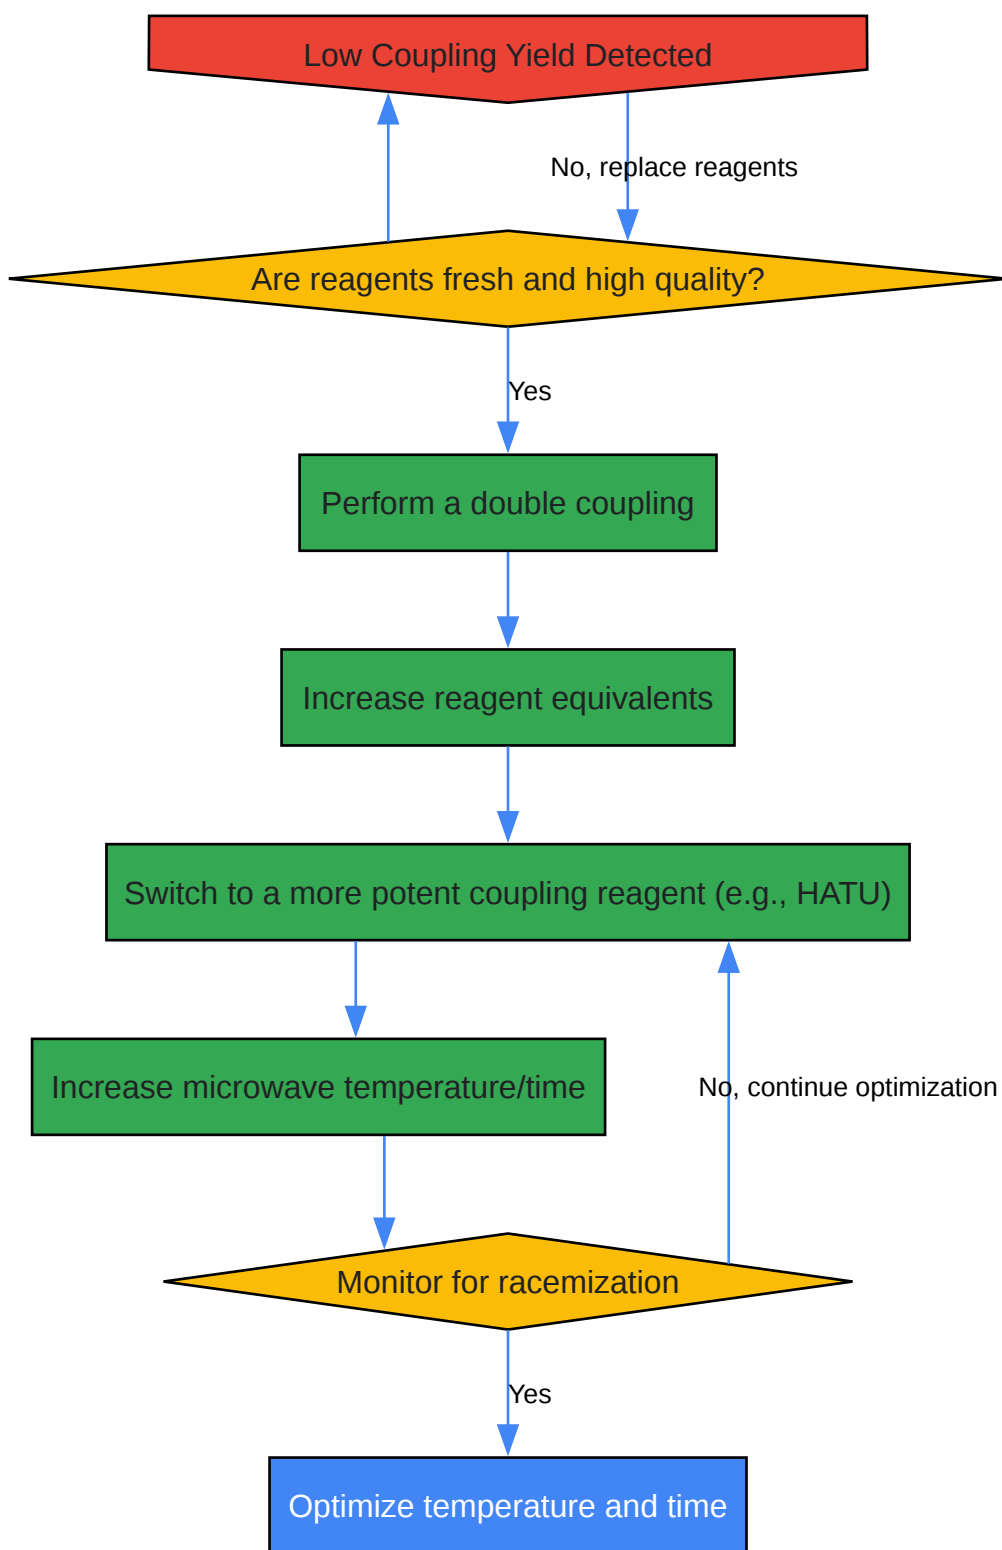 Low Coupling Yield Detected
No, replace reagents
Are reagents fresh and high quality?
Yes
Perform a double coupling
Increase reagent equivalents
Switch to a more potent coupling reagent (e.g., HATU)
Increase microwave temperature/time
No, continue optimization
Monitor for racemization
Yes
Optimize temperature and time